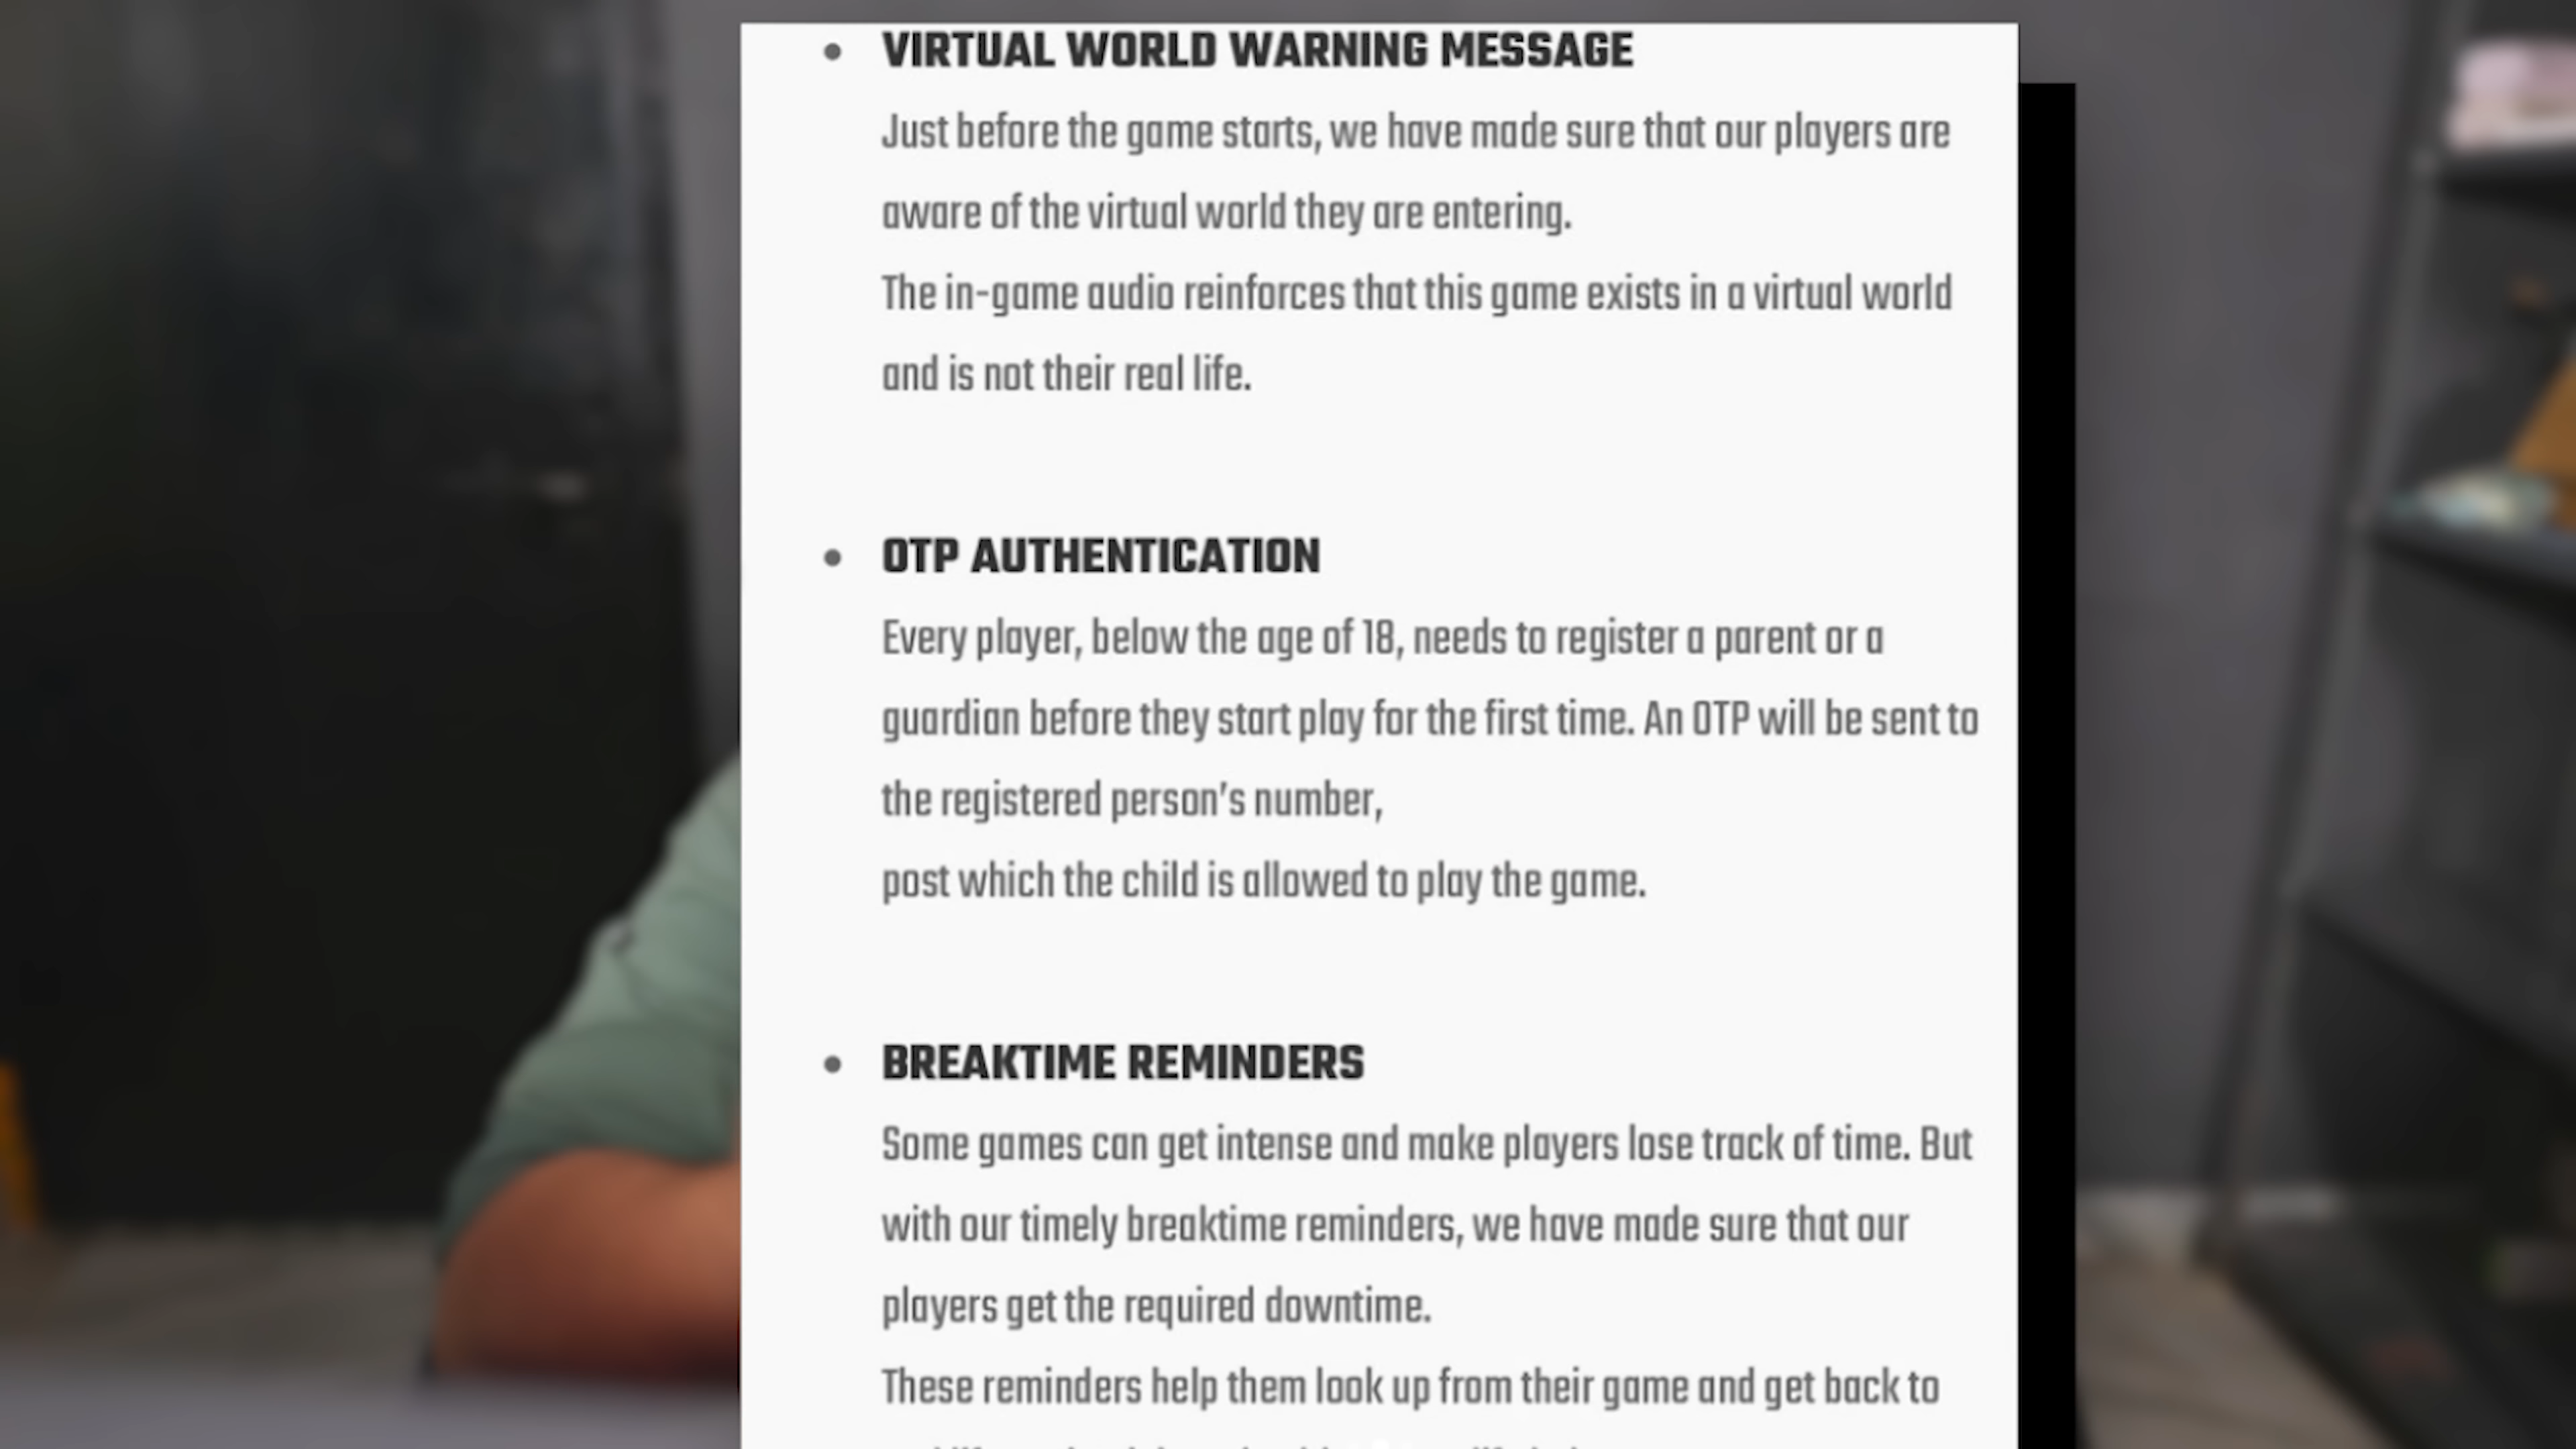 VIRTUAL WORLD WARNING MESSAGE
Just before the game starts, we have made sure that our players are
aware of the virtual world they are entering.
The in-game audio reinforces that this game exists in a virtual world
and is not their real life.
OTP AUTHENTICATION
Every player, below the age of 18, needs to register a parent or a
guardian before they start play for the first time. An OTP will be sent to
the registered person's number,
post which the child is allowed to play the game.
BREAKTIME REMINDERS
Some games can get intense and make players lose track of time. But
with our timely breaktime reminders, we have made sure that our
players get the required downtime.
These reminders help them look up from their game and get back to